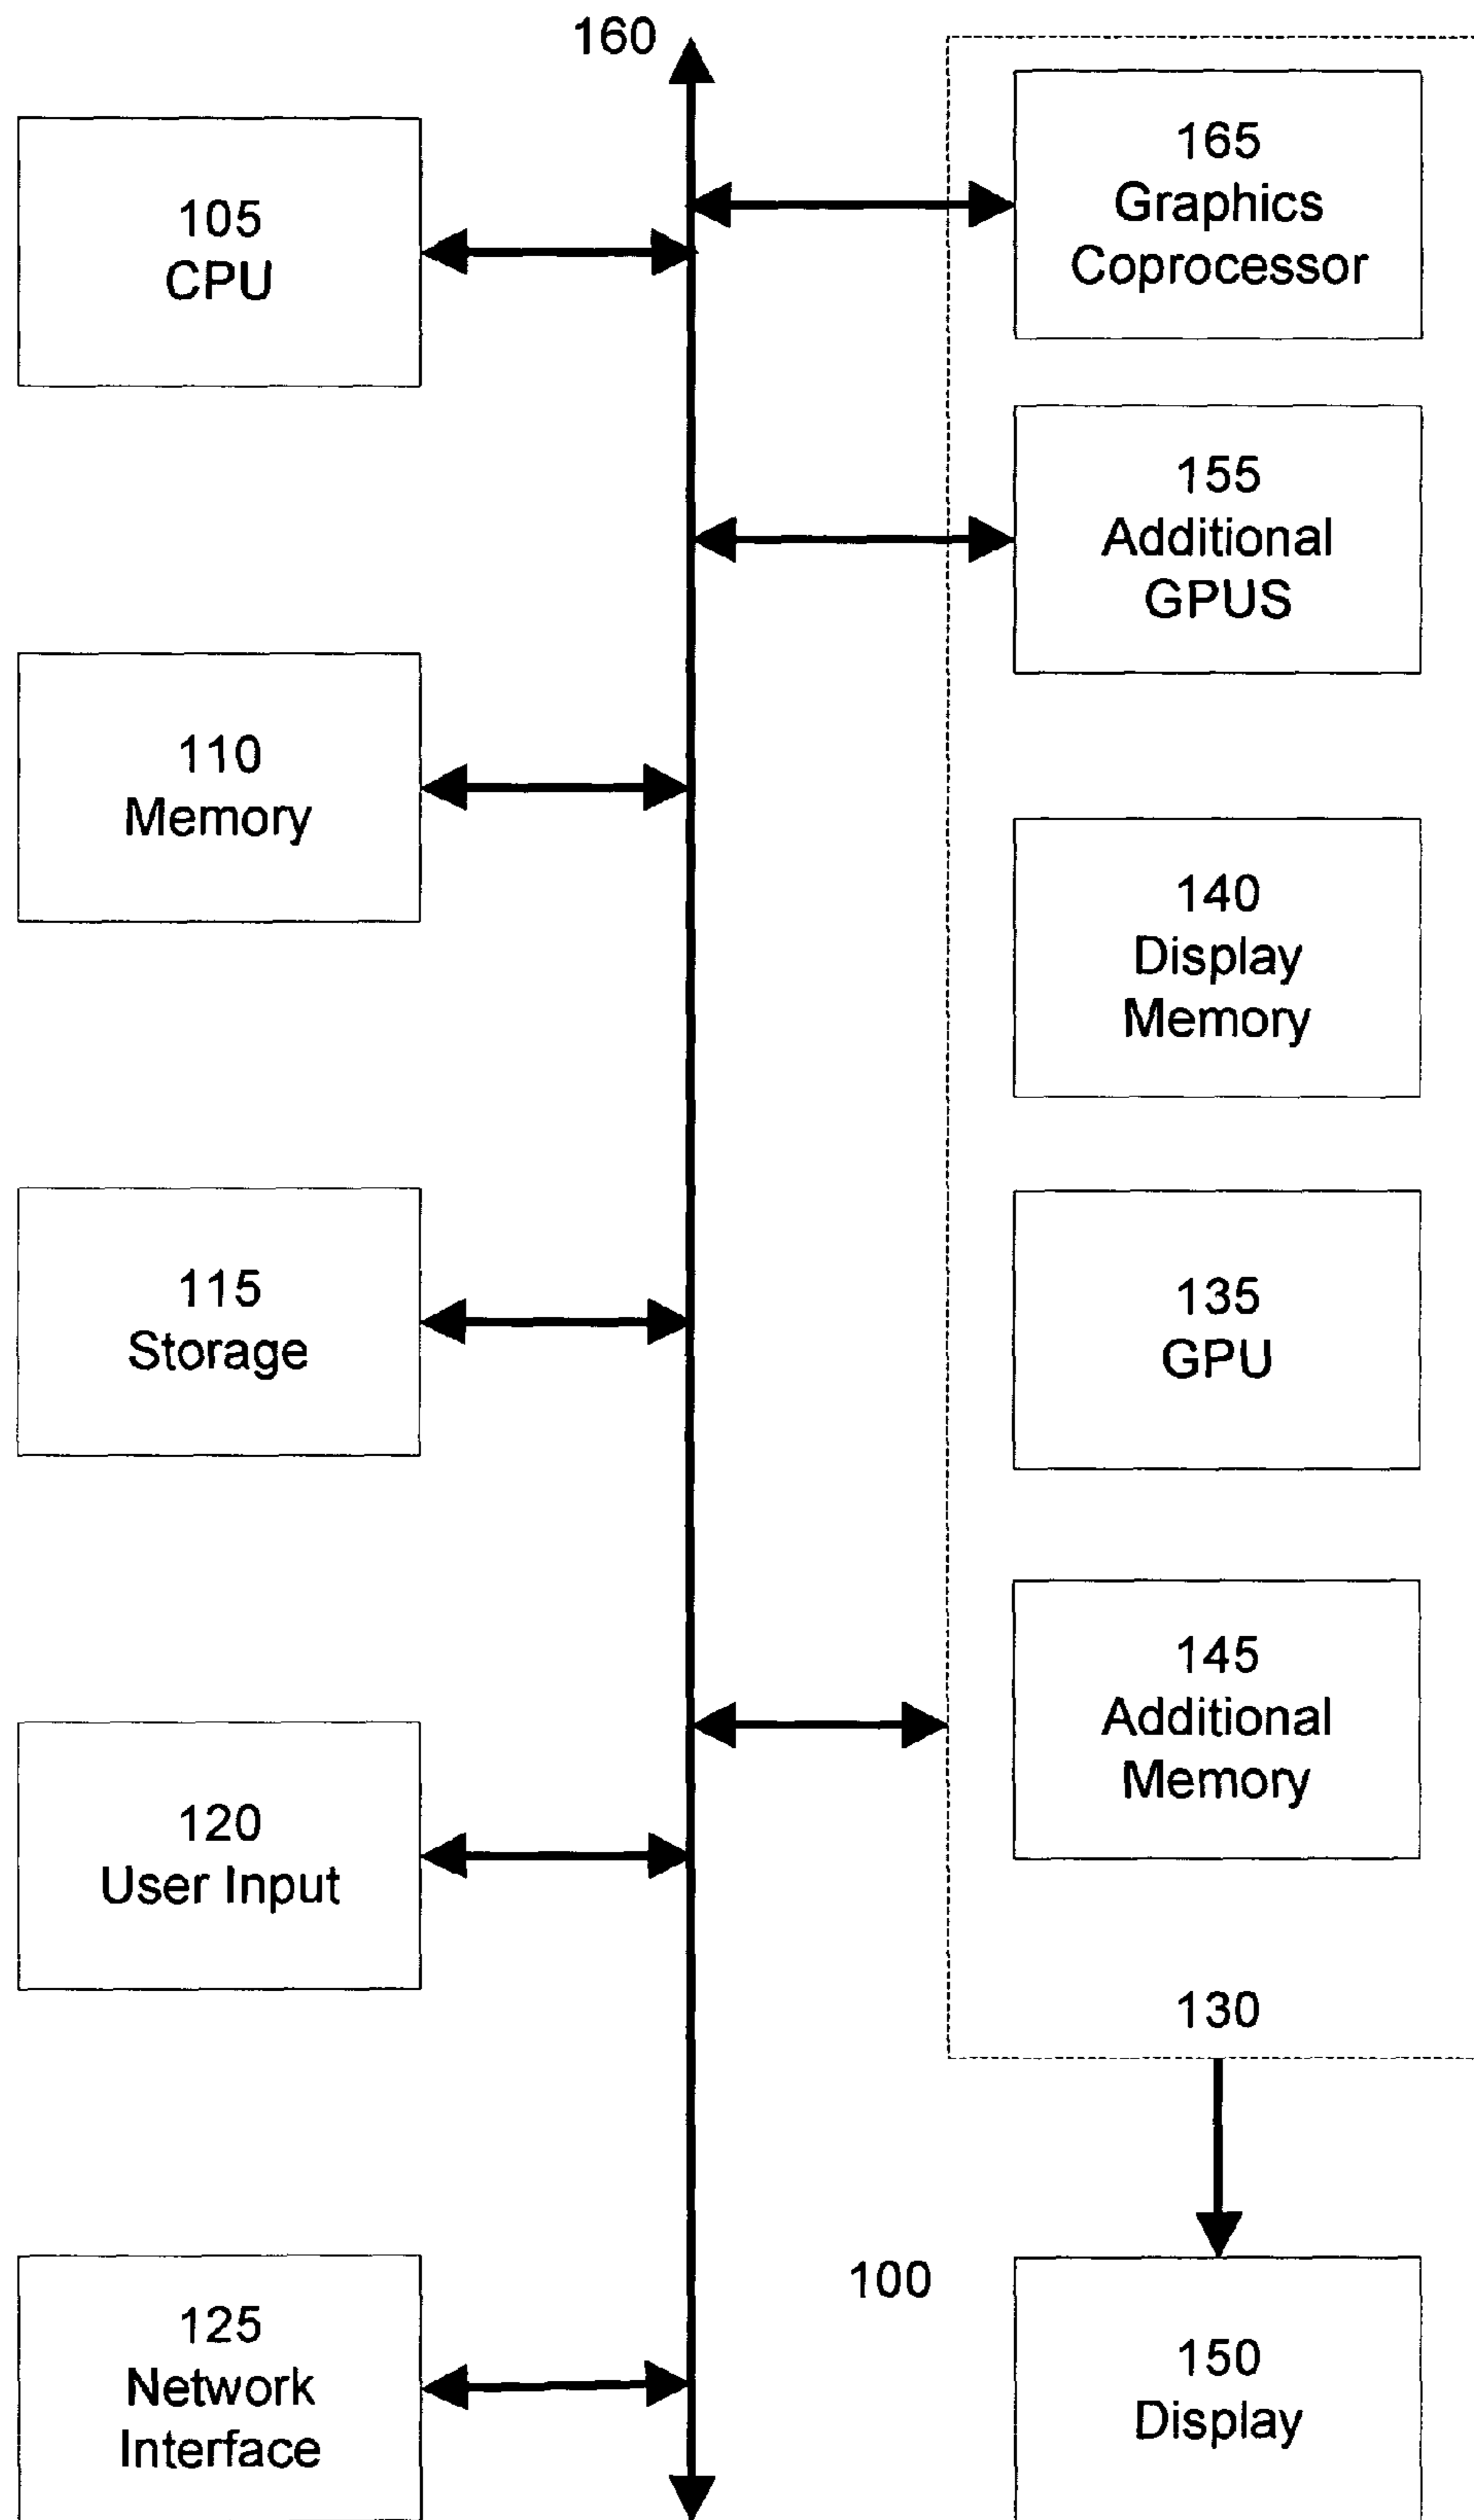 160
105
CPU
110
Memory
115
Storage
120
User Input
125
Network
Interface
165
Graphics
Coprocessor
155
Additional
GPUS
140
Display
Memory
135
GPU
145
Additional
Memory
130
100
150
Display